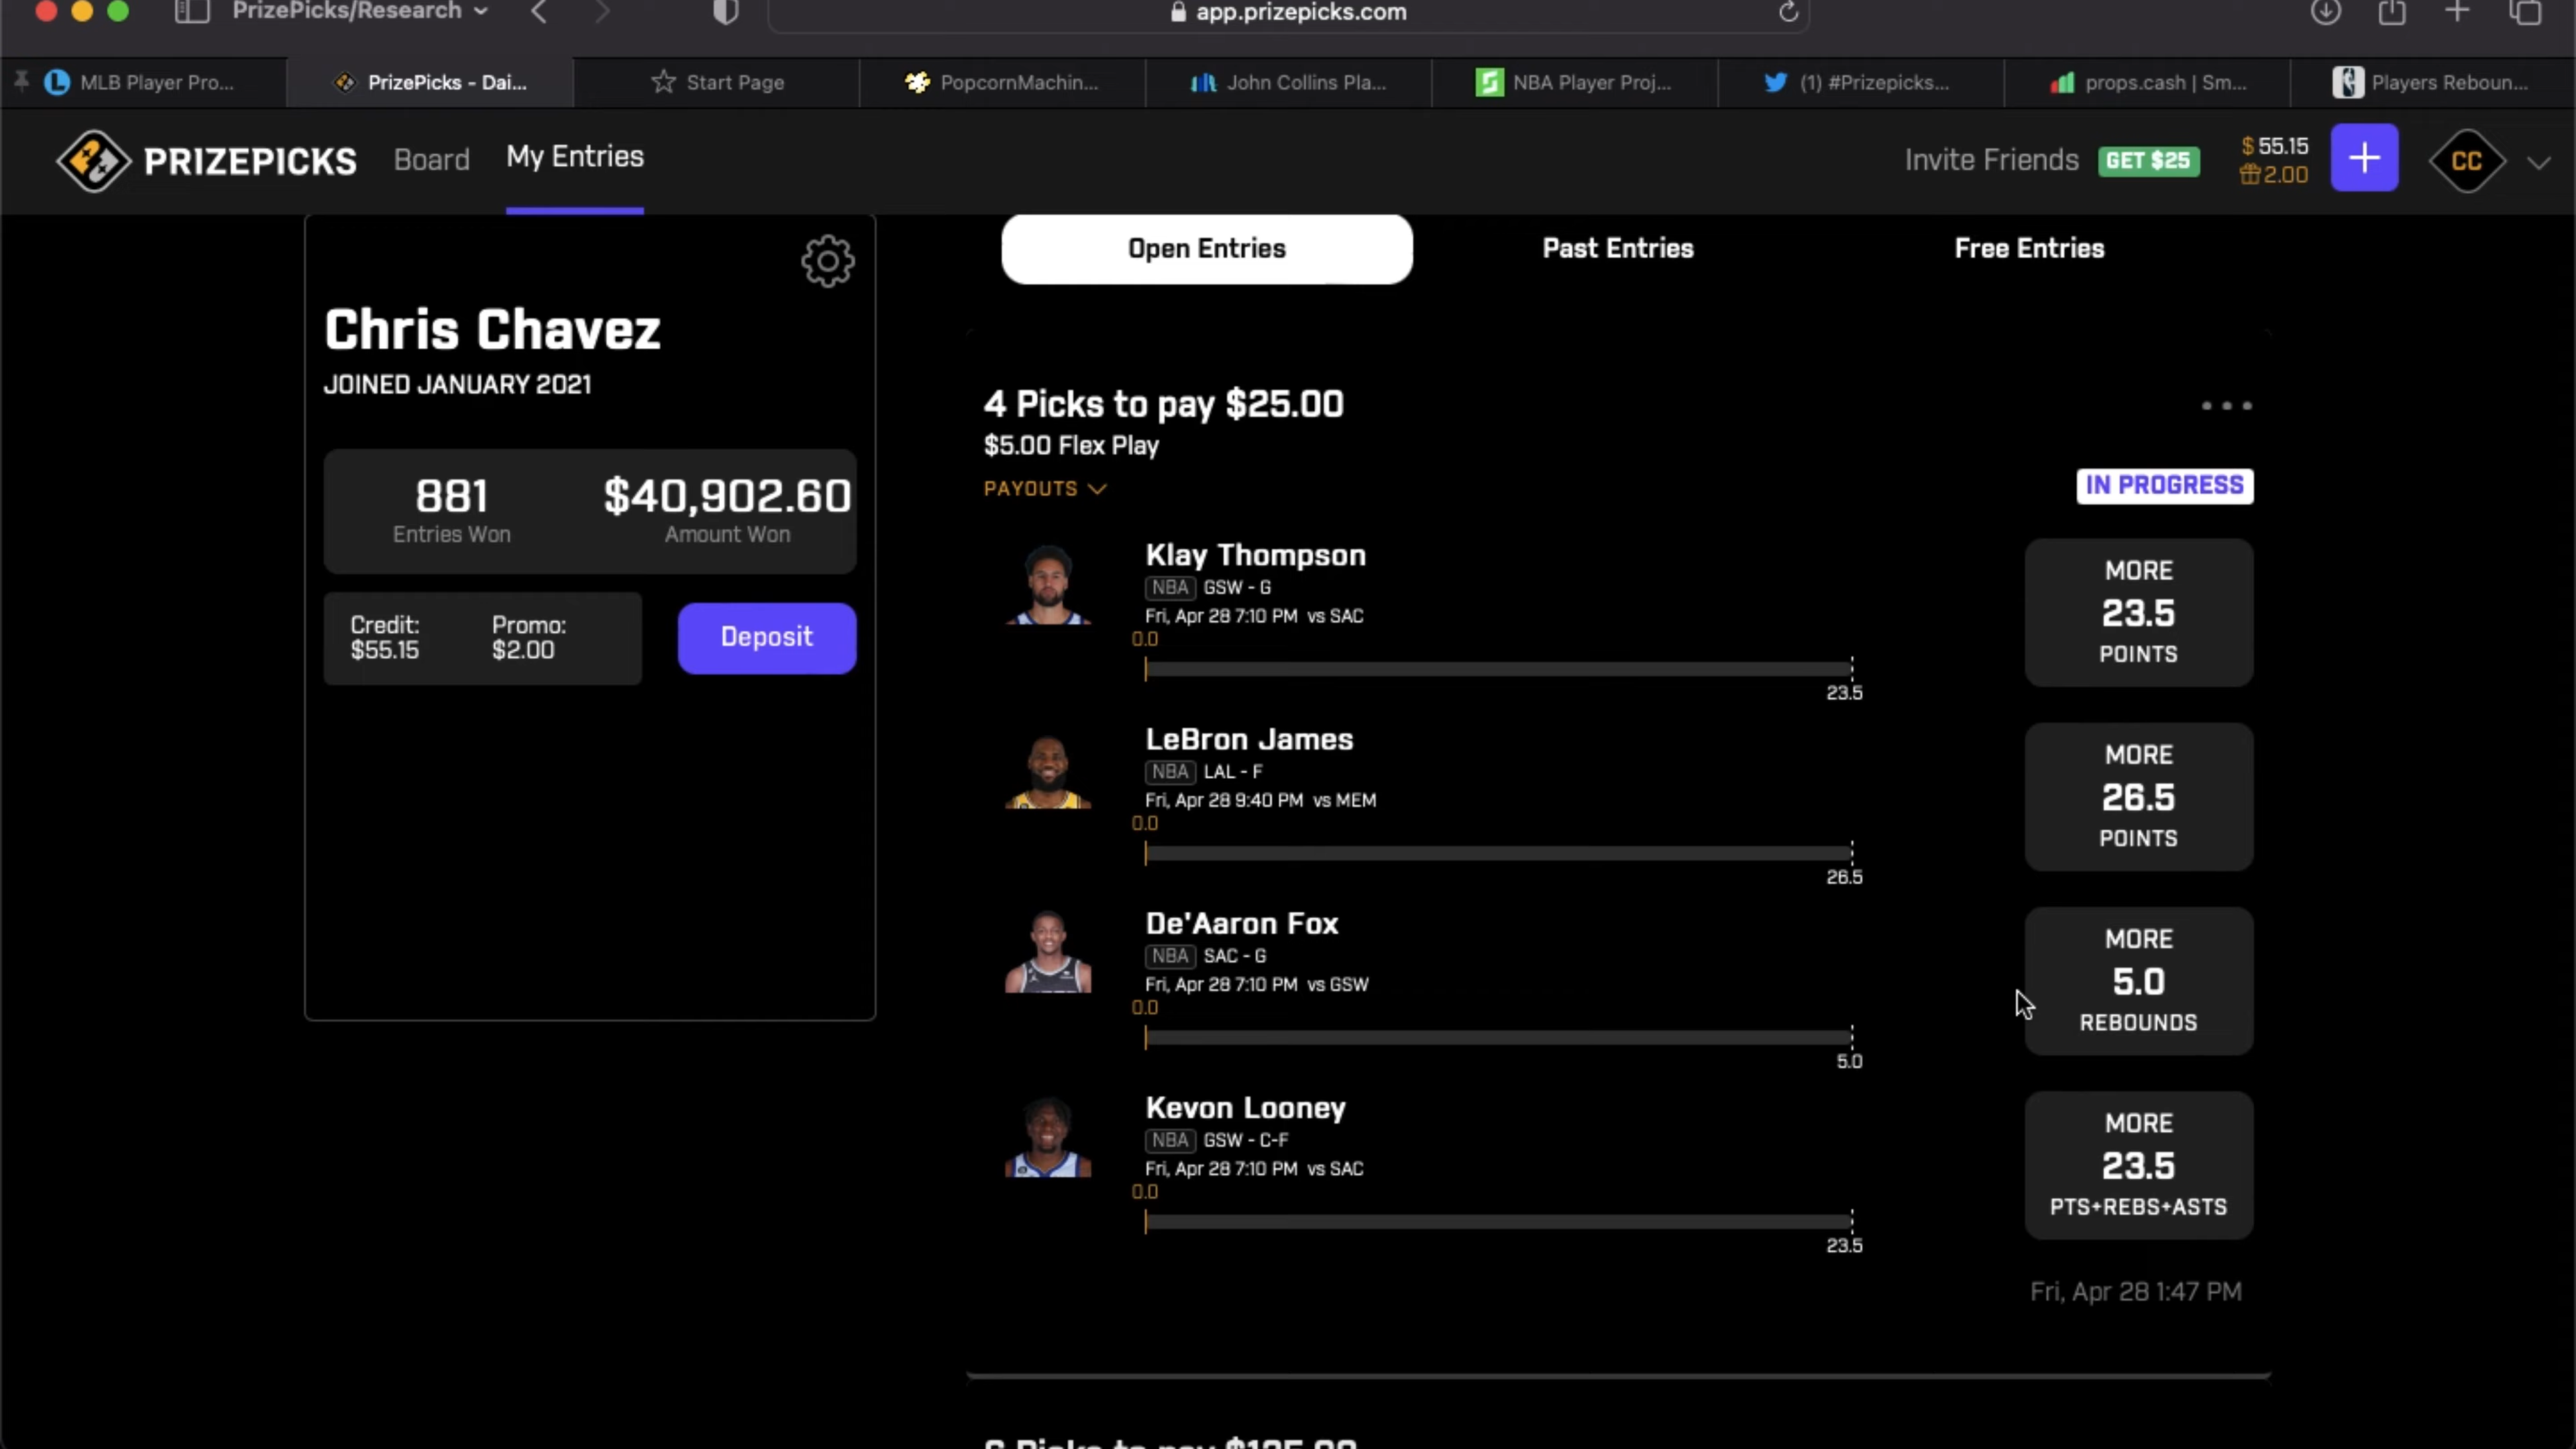 PrizePicks/Research
app.prizepicks.com
MLB Player Pro...
PrizePicks - Dai...
Start Page
PopcornMachin...
John Collins Pla...
NBA Player Proj...
(1) #Prizepicks...
props.cash | Sm...
Players Reboun...
PRIZEPICKS
Board
My Entries
Invite Friends
GET $25
$ 55.15
2.00
CC
Open Entries
Past Entries
Free Entries
Chris Chavez
JOINED JANUARY 2021
881
Entries Won
$40,902.60
Amount Won
Credit:
$55.15
Promo:
$2.00
Deposit
4 Picks to pay $25.00
$5.00 Flex Play
PAYOUTS
IN PROGRESS
Klay Thompson
NBA GSW - G
Fri, Apr 28 7:10 PM vs SAC
0.0
23.5
MORE
23.5
POINTS
LeBron James
NBA LAL - F
Fri, Apr 28 9:40 PM vs MEM
0.0
26.5
MORE
26.5
POINTS
De'Aaron Fox
NBA SAC - G
Fri, Apr 28 7:10 PM vs GSW
0.0
5.0
MORE
5.0
REBOUNDS
Kevon Looney
NBA GSW - C-F
Fri, Apr 28 7:10 PM vs SAC
0.0
23.5
MORE
23.5
PTS+REBS+ASTS
Fri, Apr 28 1:47 PM
Picks to pay